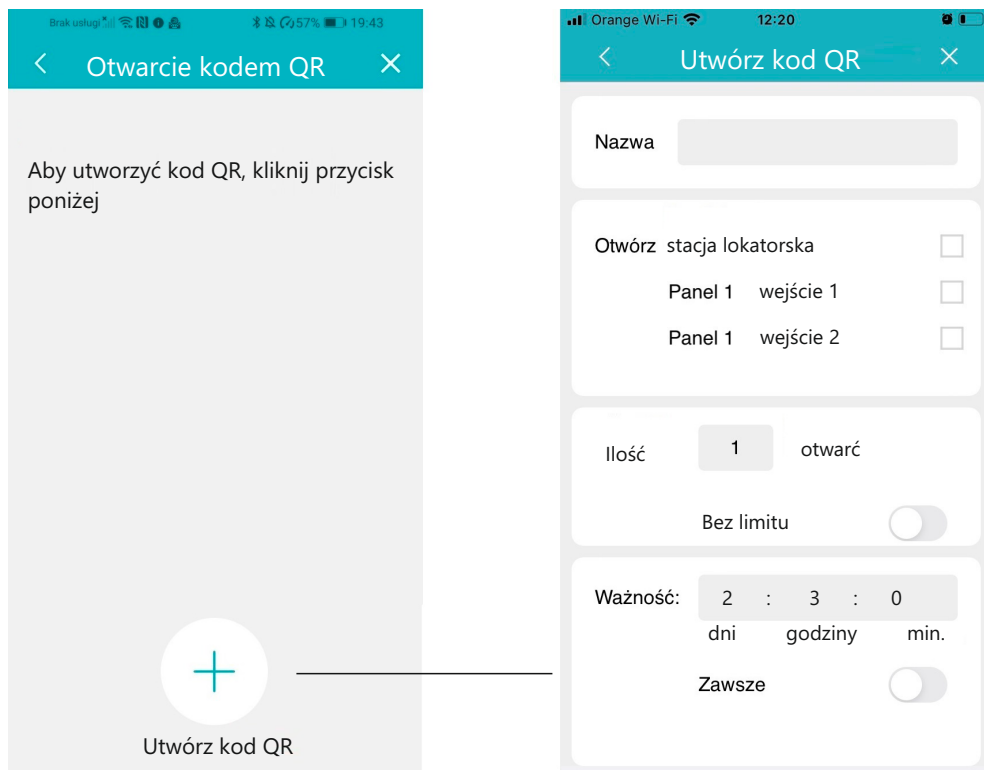 Brak usługi 57% 19:43
Otwarcie kodem QR
Aby utworzyć kod QR, kliknij przycisk
poniżej
Utwórz kod QR
Orange Wi-Fi 12:20
Utwórz kod QR
Nazwa
Otwórz stacja lokatorska
Panel 1 wejście 1
Panel 1 wejście 2
Ilość 1 otwarć
Bez limitu
Ważność: 2 : 3 : 0
dni godziny min.
Zawsze